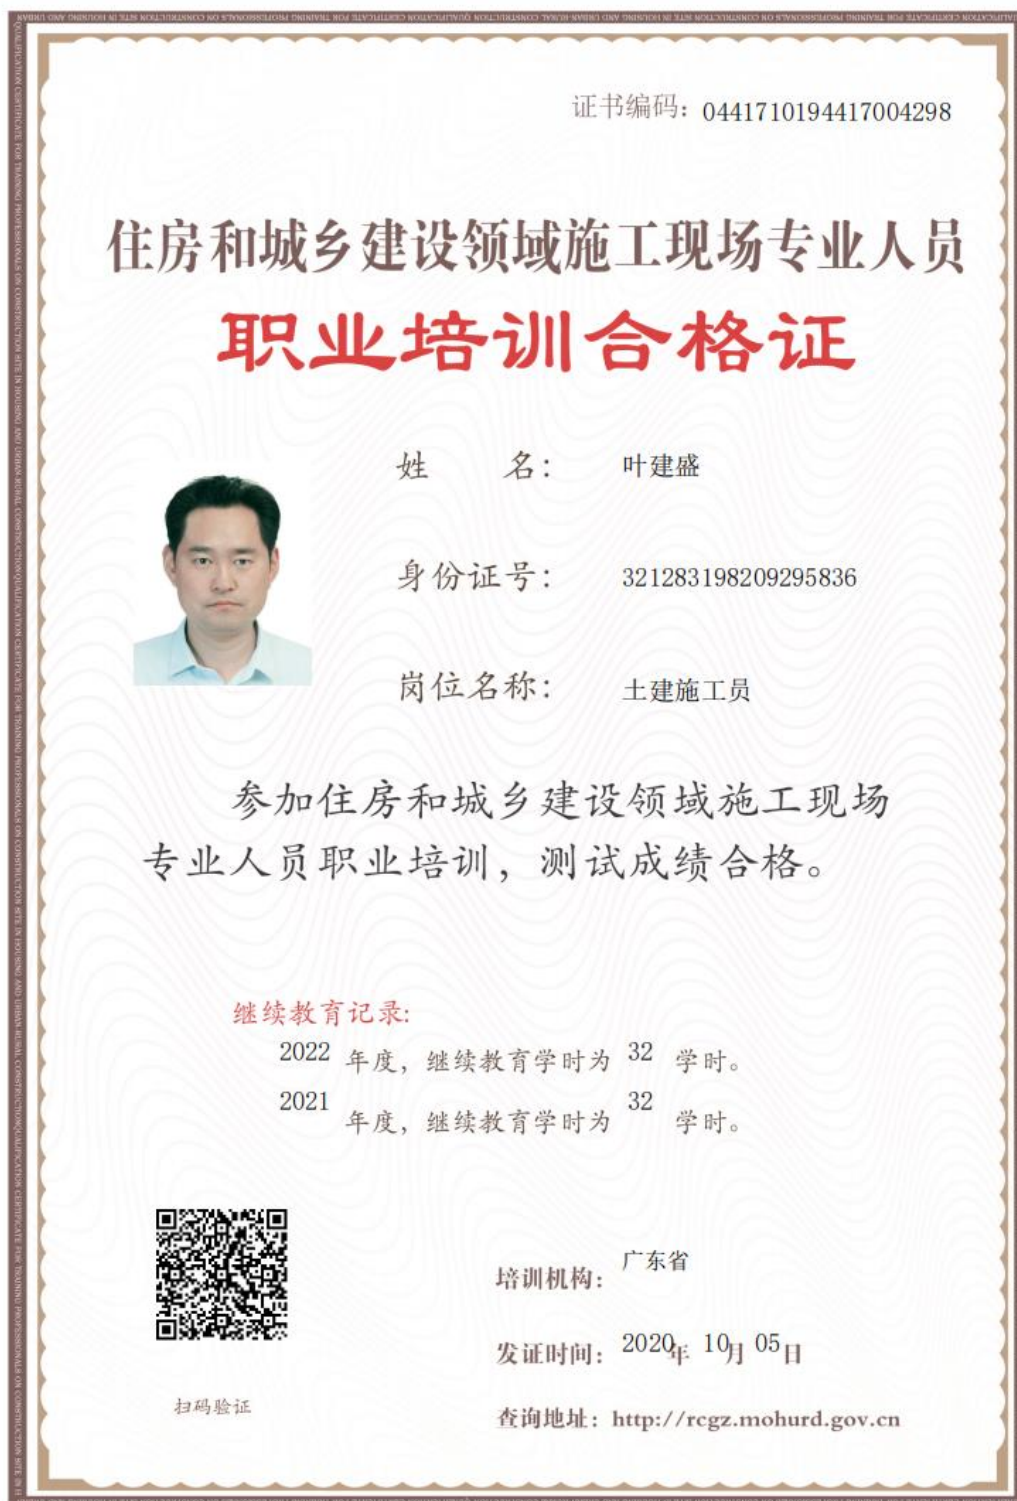 证书编码：0441710194417004298
住房和城乡建设领域施工现场专业人员
职业培训合格证
姓 名： 叶建盛
身份证号： 321283198209295836
岗位名称： 土建施工员
参加住房和城乡建设领域施工现场
专业人员职业培训，测试成绩合格。
继续教育记录:
2022 年度，继续教育学时为 32 学时。
2021 年度，继续教育学时为 32 学时。
培训机构： 广东省
发证时间： 2020年 10月 05日
扫码验证
查询地址：http://rcgz.mohurd.gov.cn